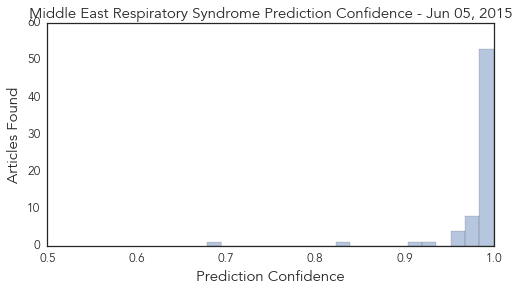 Middle East Respiratory Syndrome Prediction Confidence - Jun 05, 2015
60
50
40
30
20
10
0
Articles Found
0.5 0.6 0.7 0.8 0.9 1.0
Prediction Confidence